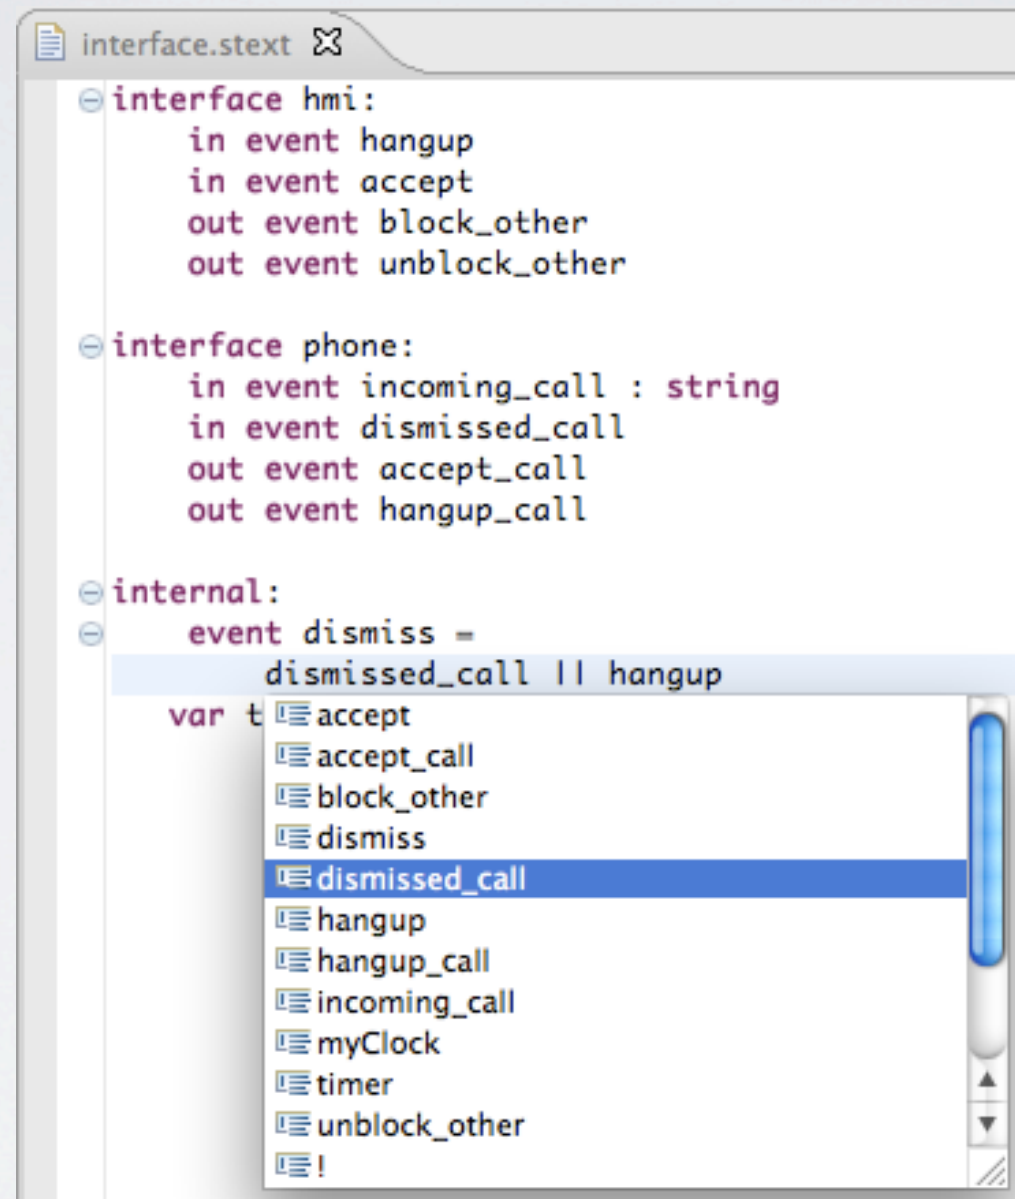 interface.stext
interface hmi:
in event hangup
in event accept
out event block_other
out event unblock_other
interface phone:
in event incoming_call : string
in event dismissed_call
out event accept_call
out event hangup_call
internal:
event dismiss =
dismissed_call || hangup
var t
accept
accept_call
block_other
dismiss
dismissed_call
hangup
hangup_call
incoming_call
myClock
timer
unblock_other
!